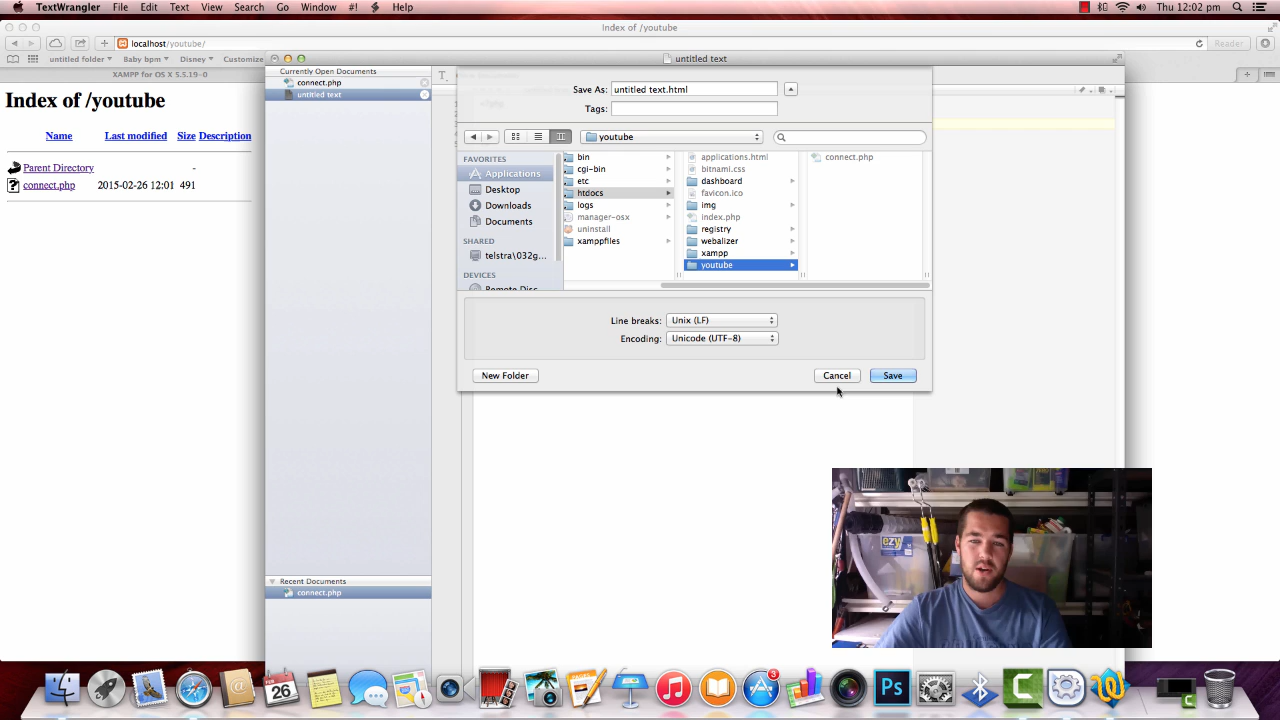 TextWrangler File Edit Text View Search Go Window #! Help Thu 12:02 pm
Index of /youtube
localhost/youtube/
Reader
untitled folder Baby bpm Disney Customize
untitled text
XAMPP for OS X 5.5.19-0
Currently Open Documents
connect.php
untitled text
Save As: untitled text.html
Tags:
Index of /youtube
Name Last modified Size Description
Parent Directory -
connect.php 2015-02-26 12:01 491
youtube
FAVORITES
Applications
Desktop
Downloads
Documents
SHARED
telstra\032g...
DEVICES
Remote Disc
bin
cgi-bin
etc
htdocs
logs
manager-osx
uninstall
xamppfiles
applications.html
bitnami.css
dashboard
favicon.ico
img
index.php
registry
webalizer
xampp
youtube
connect.php
Line breaks: Unix (LF)
Encoding: Unicode (UTF-8)
New Folder Cancel Save
ezy
Recent Documents
connect.php
FEB
26
3
Ps